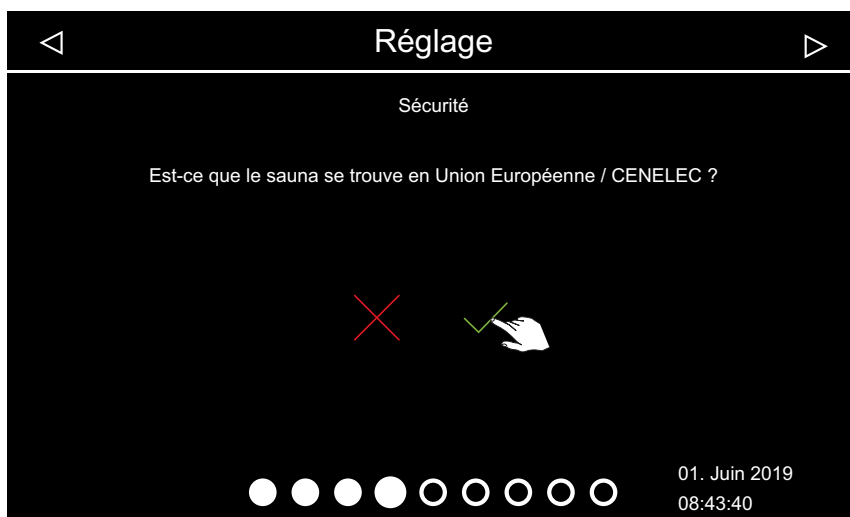 Réglage
Sécurité
Est-ce que le sauna se trouve en Union Européenne / CENELEC ?
01. Juin 2019
08:43:40